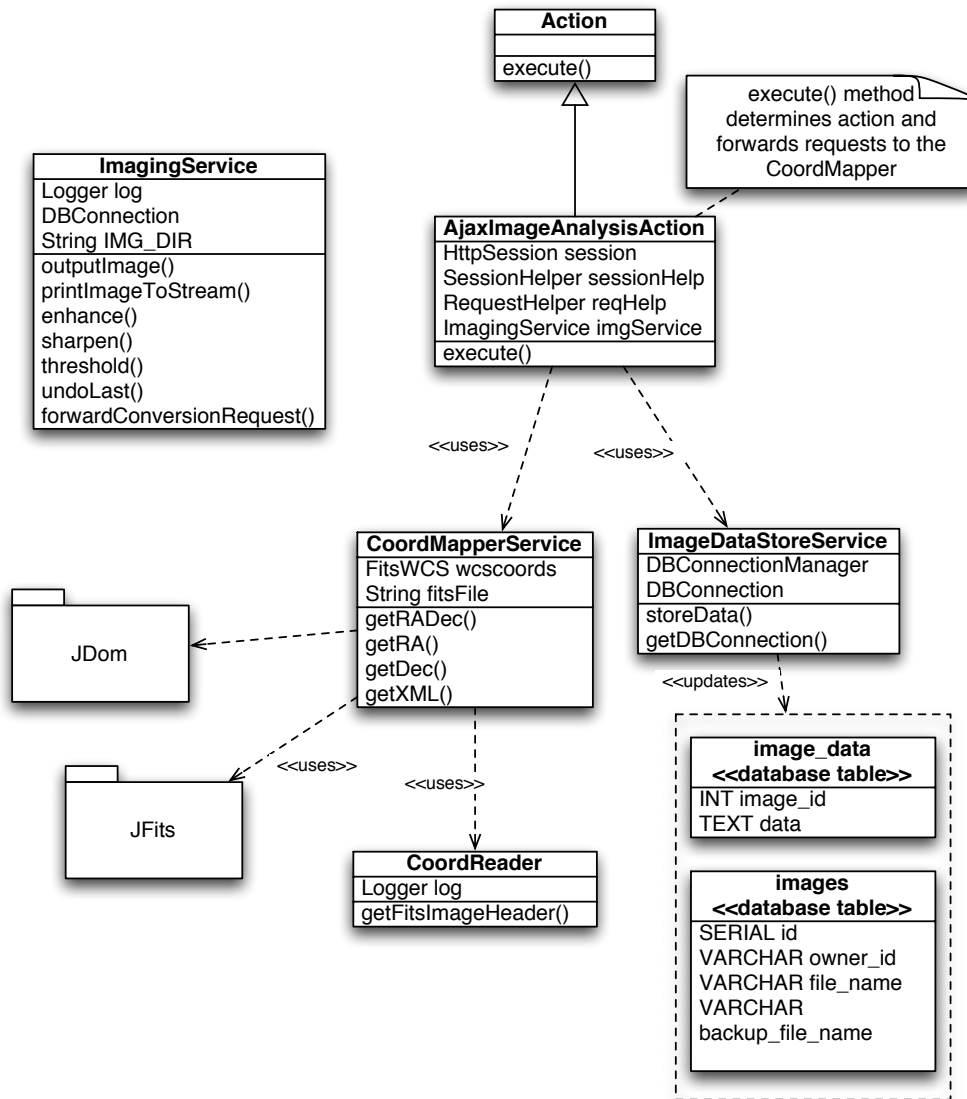 Action
execute()
execute() method
determines action and
forwards requests to the
CoordMapper
ImagingService
Logger log
DBConnection
String IMG_DIR
outputImage()
printImageToStream()
enhance()
sharpen()
threshold()
undoLast()
forwardConversionRequest()
AjaxImageAnalysisAction
HttpSession session
SessionHelper sessionHelp
RequestHelper reqHelp
ImagingService imgService
execute()
<<uses>>
<<uses>>
CoordMapperService
FitsWCS wcscoords
String fitsFile
getRADec()
getRA()
getDec()
getXML()
ImageDataStoreService
DBConnectionManager
DBConnection
storeData()
getDBConnection()
JDom
<<updates>>
<<uses>>
<<uses>>
JFits
image_data
<<database table>>
INT image_id
TEXT data
CoordReader
Logger log
getFitsImageHeader()
images
<<database table>>
SERIAL id
VARCHAR owner_id
VARCHAR file_name
VARCHAR
backup_file_name